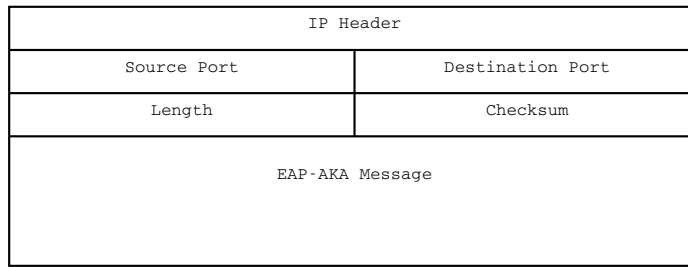 IP Header
Source Port Destination Port
Length Checksum
EAP-AKA Message